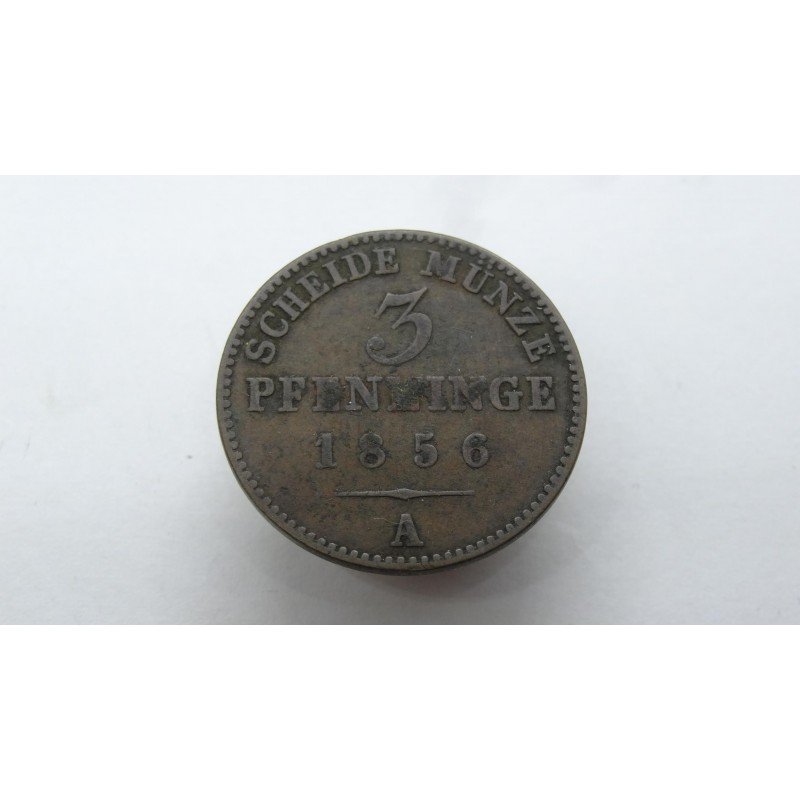 SCHEIDE MÜNZE
3
PFENNINGE
1856
A